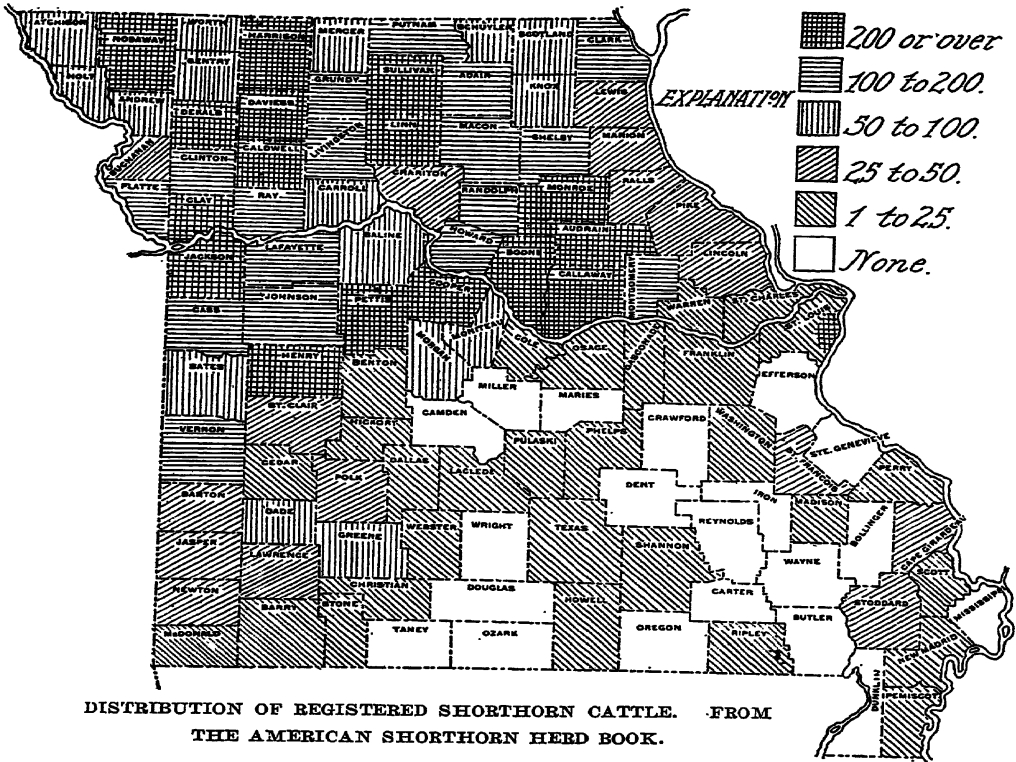 ATCHISON
NODAWAY
WORTH
HARRISON
MERCER
PUTNAM
SCHUYLER
SCOTLAND
CLARK
HOLT
GENTRY
SULLIVAN
ADAIR
KNOX
LEWIS
GRUNDY
ANDREW
DEKALB
DAVIESS
LIVINGSTON
LINN
MACON
SHELBY
MARION
BUCHANAN
CLINTON
CALDWELL
CHARITON
RANDOLPH
MONROE
RALLS
PLATTE
CLAY
RAY
CARROLL
PIKE
SALINE
HOWARD
BOONE
AUDRAIN
LINCOLN
JACKSON
LAFAYETTE
COOPER
CALLAWAY
MONTGOMERY
WARREN
ST. CHARLES
ST. LOUIS
CASS
JOHNSON
PETTIS
MORGAN
MONITEAU
COLE
OSAGE
GASCONADE
FRANKLIN
JEFFERSON
BATES
HENRY
BENTON
MILLER
MARIES
ST. CLAIR
CAMDEN
CRAWFORD
WASHINGTON
STE. GENEVIEVE
ST. FRANCOIS
PERRY
VERNON
HICKORY
PULASKI
PHELPS
CEDAR
POLK
DALLAS
LACLEDE
DENT
IRON
MADISON
BOLLINGER
CAPE GIRARDEAU
BARTON
DADE
GREENE
WEBSTER
WRIGHT
TEXAS
REYNOLDS
SHANNON
WAYNE
JASPER
LAWRENCE
SCOTT
NEWTON
CHRISTIAN
DOUGLAS
HOWELL
CARTER
BUTLER
STODDARD
MISSISSIPPI
McDONALD
BARRY
STONE
TANEY
OZARK
OREGON
RIPLEY
NEW MADRID
DUNKLIN
PEMISCOT
EXPLANATION
200 or over
100 to 200.
50 to 100.
25 to 50.
1 to 25.
None.
DISTRIBUTION OF REGISTERED SHORTHORN CATTLE. FROM
THE AMERICAN SHORTHORN HERD BOOK.